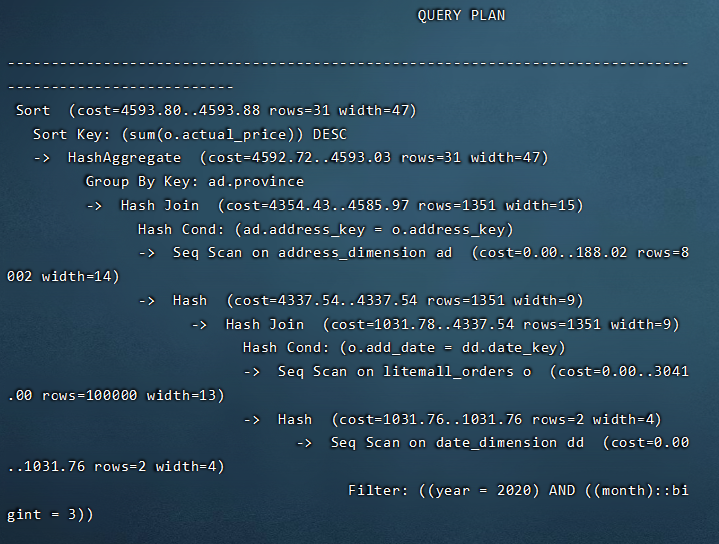 QUERY PLAN
--------------------------------------------------------------------------------
---------------------------
Sort  (cost=4593.80..4593.88 rows=31 width=47)
Sort Key: (sum(o.actual_price)) DESC
->  HashAggregate  (cost=4592.72..4593.03 rows=31 width=47)
Group By Key: ad.province
->  Hash Join  (cost=4354.43..4585.97 rows=1351 width=15)
Hash Cond: (ad.address_key = o.address_key)
->  Seq Scan on address_dimension ad  (cost=0.00..188.02 rows=8
002 width=14)
->  Hash  (cost=4337.54..4337.54 rows=1351 width=9)
->  Hash Join  (cost=1031.78..4337.54 rows=1351 width=9)
Hash Cond: (o.add_date = dd.date_key)
->  Seq Scan on litemall_orders o  (cost=0.00..3041
.00 rows=100000 width=13)
->  Hash  (cost=1031.76..1031.76 rows=2 width=4)
->  Seq Scan on date_dimension dd  (cost=0.00
..1031.76 rows=2 width=4)
Filter: ((year = 2020) AND ((month)::bi
gint = 3))